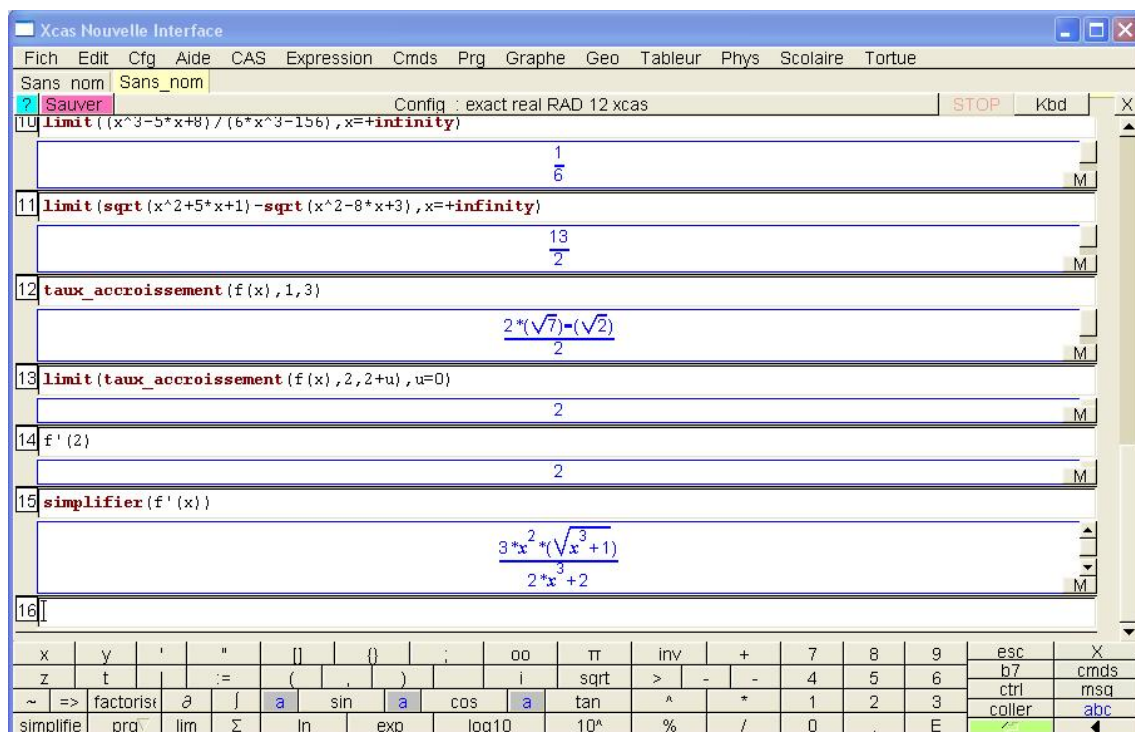 Xcas Nouvelle Interface
Fich Edit Cfg Aide CAS Expression Cmds Prg Graphe Geo Tableur Phys Scolaire Tortue
Sans nom Sans_nom
? Sauver Config : exact real RAD 12 xcas STOP Kbd X
10 limit((x^3-5*x+8)/(6*x^3-156),x=+infinity)
1/6
M
11 limit(sqrt(x^2+5*x+1)-sqrt(x^2-8*x+3),x=+infinity)
13/2
M
12 taux_accroissement(f(x),1,3)
(2*(√7)-(√2))/2
M
13 limit(taux_accroissement(f(x),2,2+u),u=0)
2
M
14 f'(2)
2
M
15 simplifier(f'(x))
(3*x^2*(√(x^3+1)))/(2*x^3+2)
M
16
x y ' " [] {} ; oo π inv + 7 8 9 esc X
z t | := ( , ) i sqrt > - - 4 5 6 b7 cmds
~ => factorise ∂ ∫ a sin a cos a tan ^ * 1 2 3 ctrl msg
simplifie prg lim Σ ln exp log10 10^ % / 0 . E coller abc